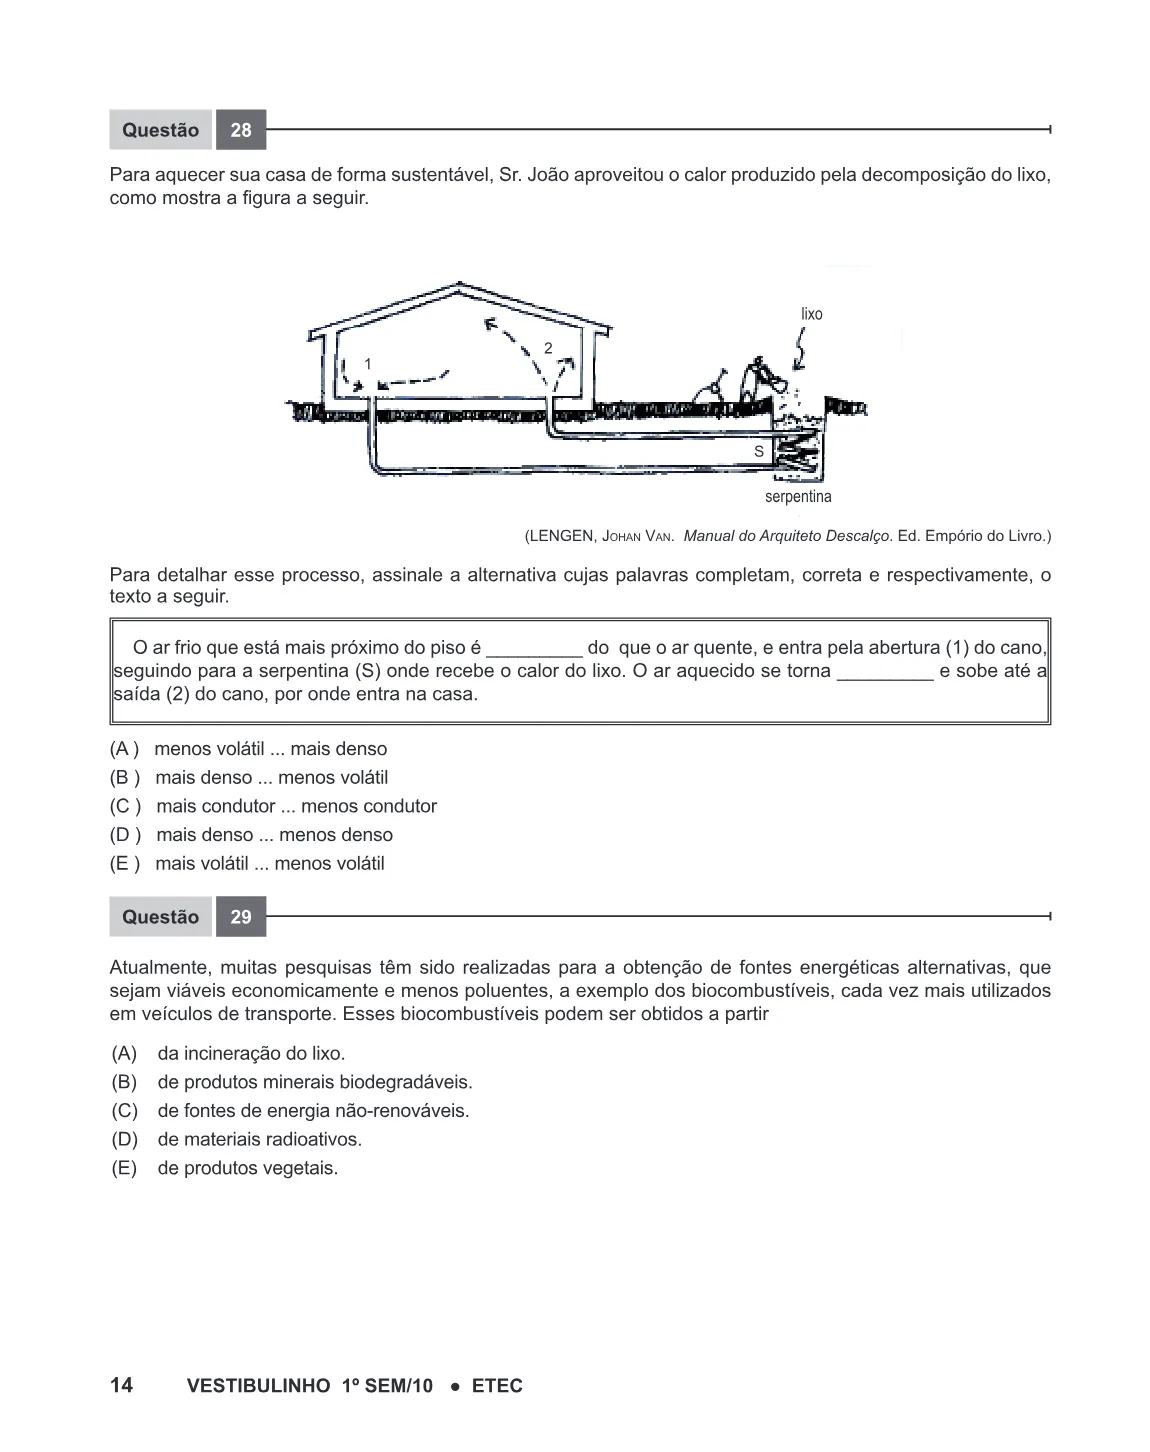 Questão 28
Para aquecer sua casa de forma sustentável, Sr. João aproveitou o calor produzido pela decomposição do lixo,
como mostra a figura a seguir.
lixo
2
1
S
serpentina
(LENGEN, JOHAN VAN. Manual do Arquiteto Descalço. Ed. Empório do Livro.)
Para detalhar esse processo, assinale a alternativa cujas palavras completam, correta e respectivamente, o
texto a seguir.
O ar frio que está mais próximo do piso é _________ do que o ar quente, e entra pela abertura (1) do cano,
seguindo para a serpentina (S) onde recebe o calor do lixo. O ar aquecido se torna _________ e sobe até a
saída (2) do cano, por onde entra na casa.
(A ) menos volátil ... mais denso
(B ) mais denso ... menos volátil
(C ) mais condutor ... menos condutor
(D ) mais denso ... menos denso
(E ) mais volátil ... menos volátil
Questão 29
Atualmente, muitas pesquisas têm sido realizadas para a obtenção de fontes energéticas alternativas, que
sejam viáveis economicamente e menos poluentes, a exemplo dos biocombustíveis, cada vez mais utilizados
em veículos de transporte. Esses biocombustíveis podem ser obtidos a partir
(A) da incineração do lixo.
(B) de produtos minerais biodegradáveis.
(C) de fontes de energia não-renováveis.
(D) de materiais radioativos.
(E) de produtos vegetais.
14 VESTIBULINHO 1º SEM/10 ● ETEC